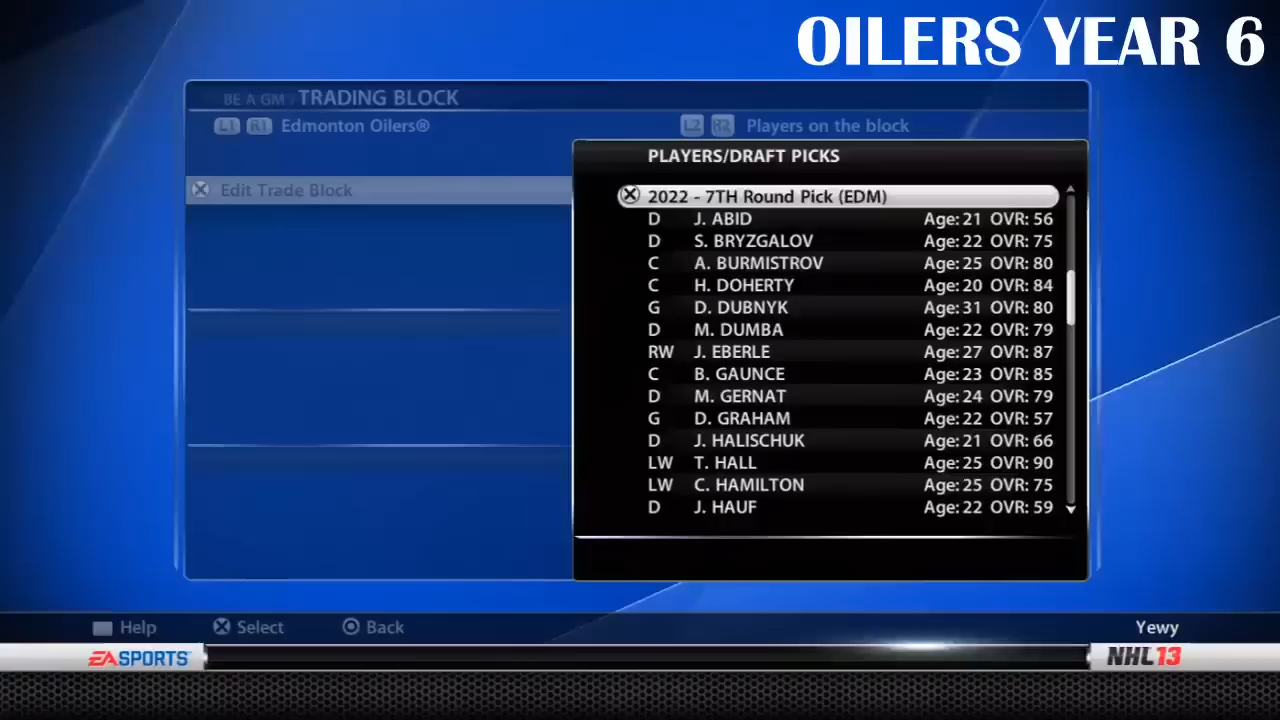 OILERS YEAR 6
BE A GM / TRADING BLOCK
L1 R1 Edmonton Oilers® L2 R2 Players on the block
PLAYERS/DRAFT PICKS
Edit Trade Block
2022 - 7TH Round Pick (EDM)
D J. ABID Age: 21 OVR: 56
D S. BRYZGALOV Age: 22 OVR: 75
C A. BURMISTROV Age: 25 OVR: 80
C H. DOHERTY Age: 20 OVR: 84
G D. DUBNYK Age: 31 OVR: 80
D M. DUMBA Age: 22 OVR: 79
RW J. EBERLE Age: 27 OVR: 87
C B. GAUNCE Age: 23 OVR: 85
D M. GERNAT Age: 24 OVR: 79
G D. GRAHAM Age: 22 OVR: 57
D J. HALISCHUK Age: 21 OVR: 66
LW T. HALL Age: 25 OVR: 90
LW C. HAMILTON Age: 25 OVR: 75
D J. HAUF Age: 22 OVR: 59
Help Select Back Yewy
EA SPORTS NHL 13